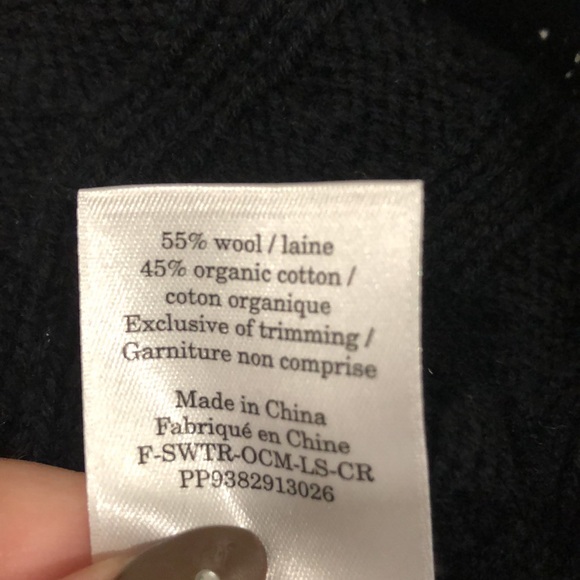 55% wool / laine
45% organic cotton /
coton organique
Exclusive of trimming /
Garniture non comprise
Made in China
Fabriqué en Chine
F-SWTR-OCM-LS-CR
PP9382913026